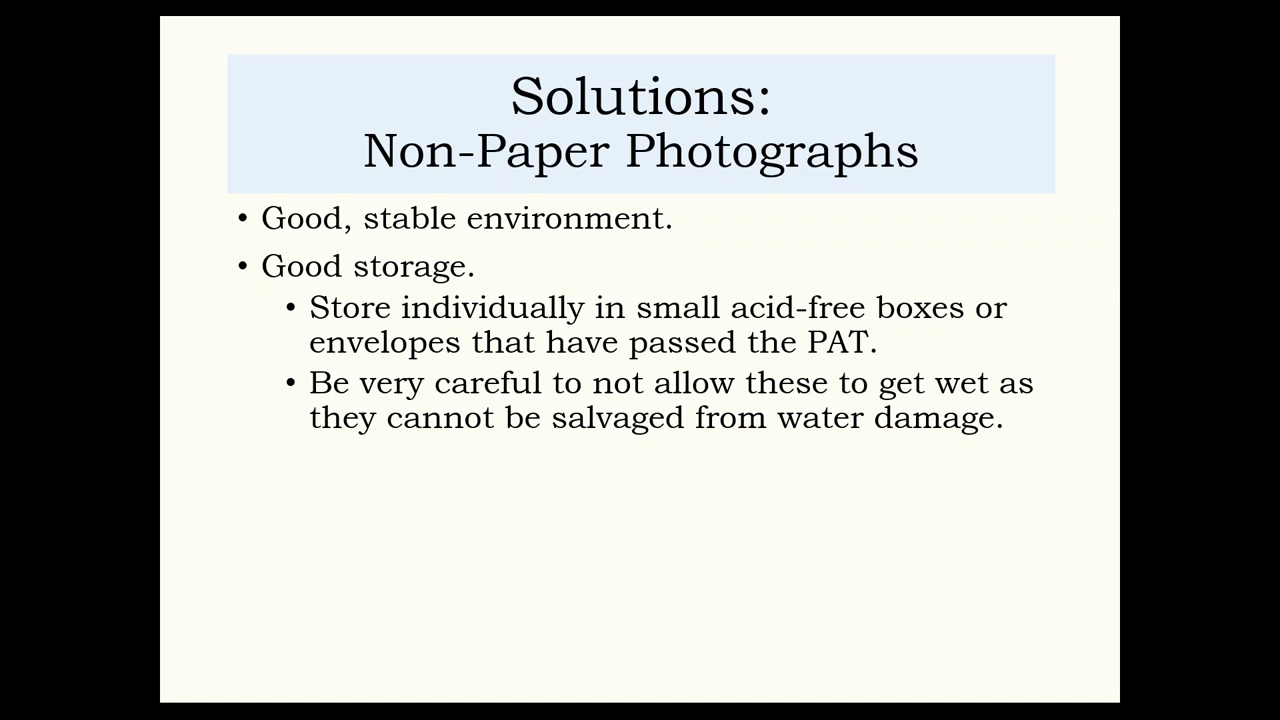 Solutions:
Non-Paper Photographs
• Good, stable environment.
• Good storage.
• Store individually in small acid-free boxes or
envelopes that have passed the PAT.
• Be very careful to not allow these to get wet as
they cannot be salvaged from water damage.